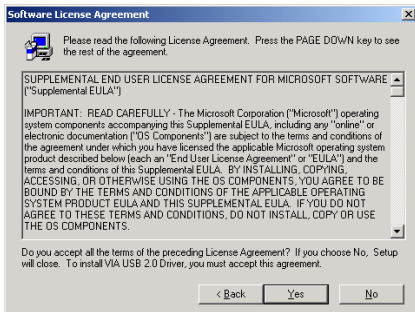 Software License Agreement
Please read the following License Agreement. Press the PAGE DOWN key to see
the rest of the agreement.
SUPPLEMENTAL END USER LICENSE AGREEMENT FOR MICROSOFT SOFTWARE
("Supplemental EULA")
IMPORTANT: READ CAREFULLY - The Microsoft Corporation ("Microsoft") operating
system components accompanying this Supplemental EULA, including any "online" or
electronic documentation ("OS Components") are subject to the terms and conditions of
the agreement under which you have licensed the applicable Microsoft operating system
product described below (each an "End User License Agreement" or "EULA") and the
terms and conditions of this Supplemental EULA. BY INSTALLING, COPYING,
ACCESSING, OR OTHERWISE USING THE OS COMPONENTS, YOU AGREE TO BE
BOUND BY THE TERMS AND CONDITIONS OF THE APPLICABLE OPERATING
SYSTEM PRODUCT EULA AND THIS SUPPLEMENTAL EULA. IF YOU DO NOT
AGREE TO THESE TERMS AND CONDITIONS, DO NOT INSTALL, COPY OR USE
THE OS COMPONENTS.
Do you accept all the terms of the preceding License Agreement? If you choose No, Setup
will close. To install VIA USB 2.0 Driver, you must accept this agreement.
< Back Yes No